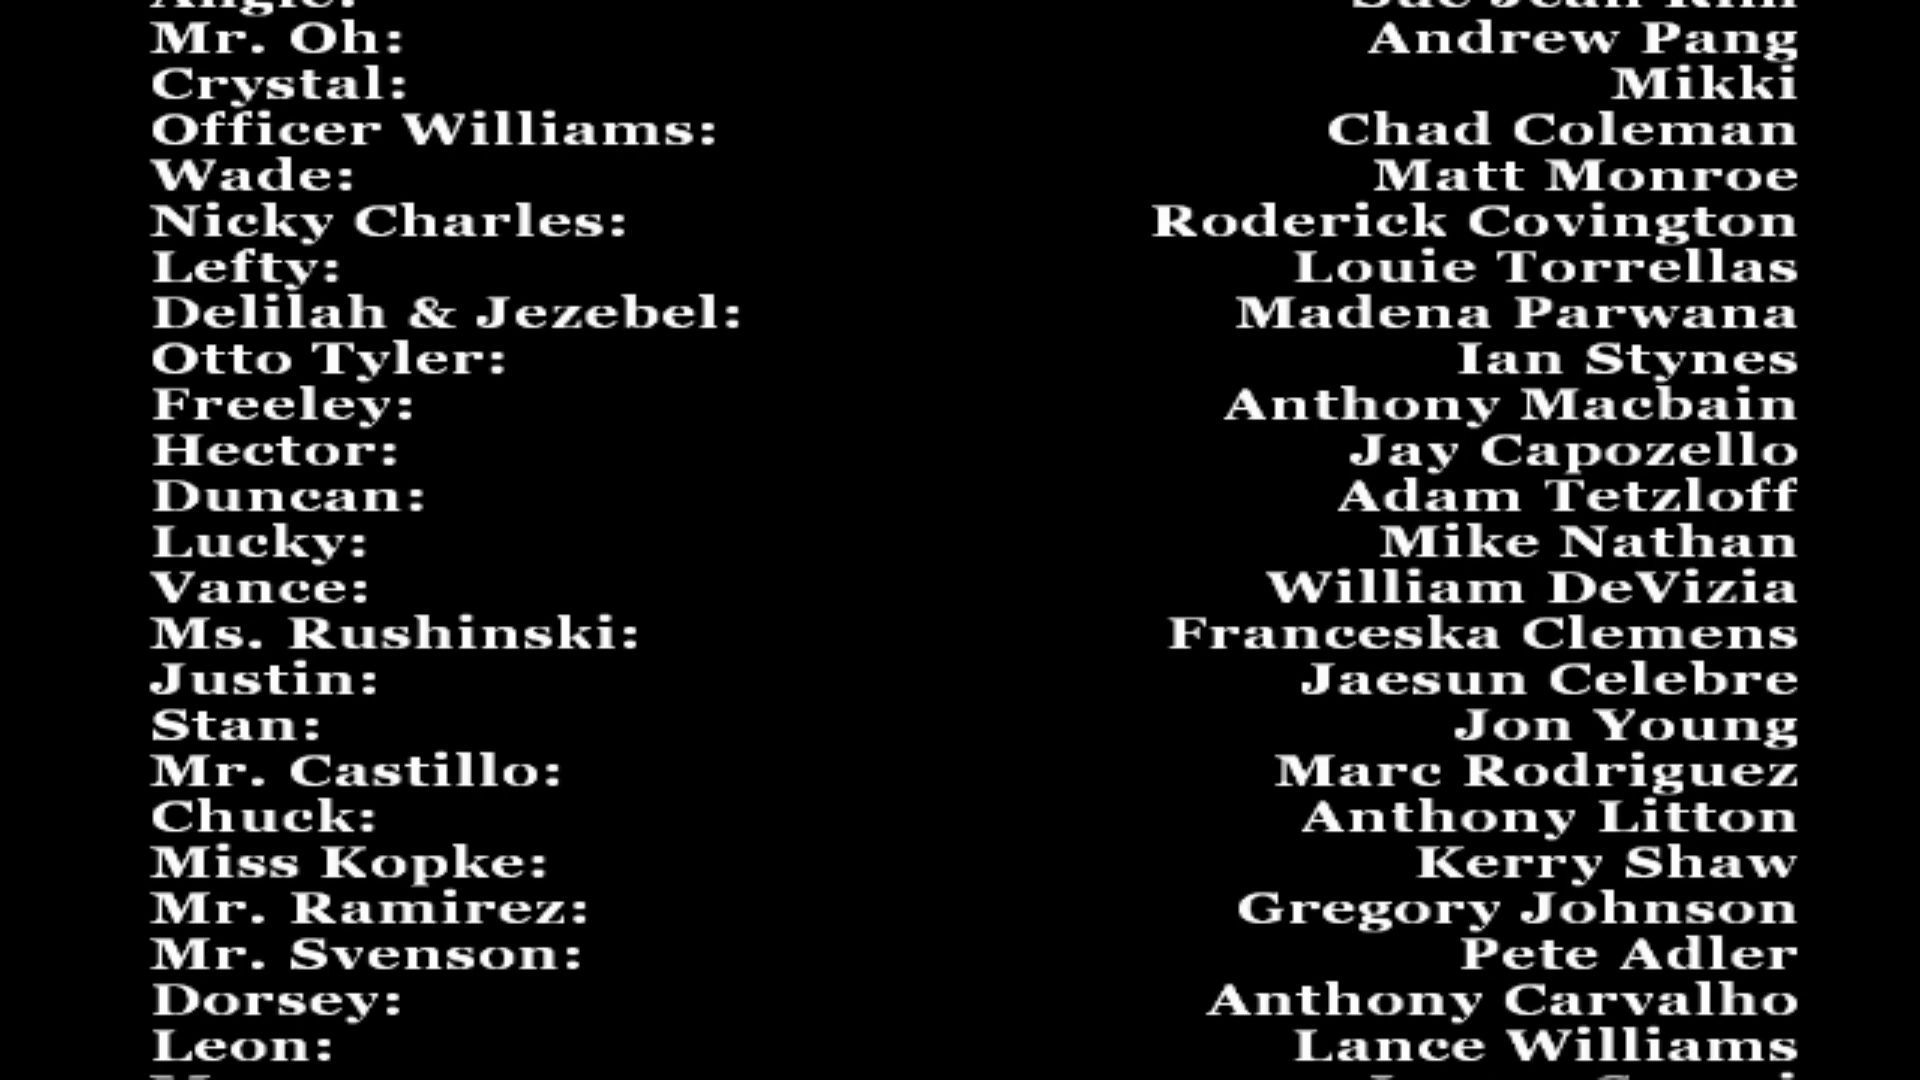 Angie: Sue Jean Kim
Mr. Oh: Andrew Pang
Crystal: Mikki
Officer Williams: Chad Coleman
Wade: Matt Monroe
Nicky Charles: Roderick Covington
Lefty: Louie Torrellas
Delilah & Jezebel: Madena Parwana
Otto Tyler: Ian Stynes
Freeley: Anthony Macbain
Hector: Jay Capozello
Duncan: Adam Tetzloff
Lucky: Mike Nathan
Vance: William DeVizia
Ms. Rushinski: Franceska Clemens
Justin: Jaesun Celebre
Stan: Jon Young
Mr. Castillo: Marc Rodriguez
Chuck: Anthony Litton
Miss Kopke: Kerry Shaw
Mr. Ramirez: Gregory Johnson
Mr. Svenson: Pete Adler
Dorsey: Anthony Carvalho
Leon: Lance Williams